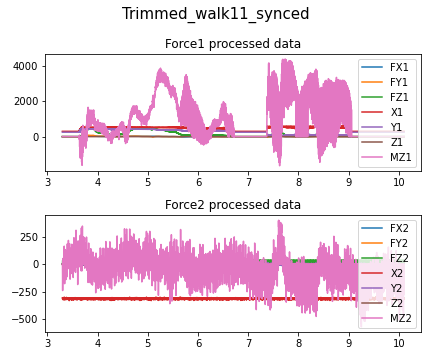 Trimmed_walk11_synced
Force1 processed data
4000
2000
0
FX1
FY1
FZ1
X1
Y1
Z1
MZ1
3 4 5 6 7 8 9 10
Force2 processed data
250
0
−250
−500
FX2
FY2
FZ2
X2
Y2
Z2
MZ2
3 4 5 6 7 8 9 10